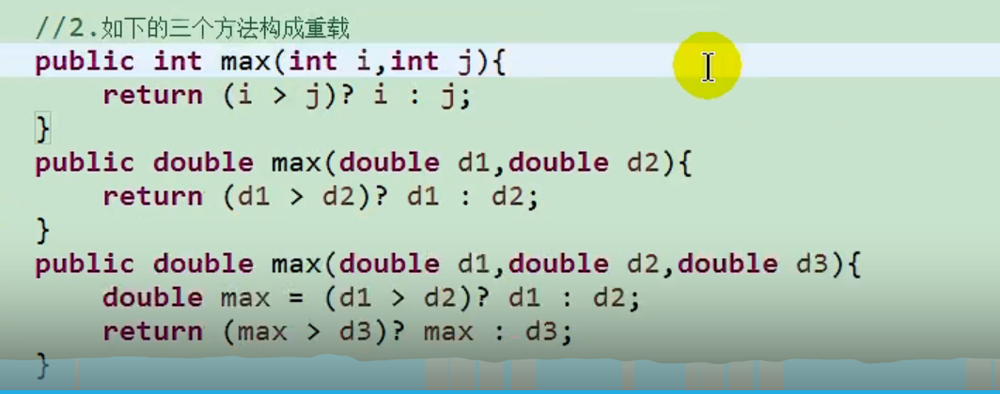 //2.如下的三个方法构成重载
public int max(int i,int j){
    return (i > j)? i : j;
}
public double max(double d1,double d2){
    return (d1 > d2)? d1 : d2;
}
public double max(double d1,double d2,double d3){
    double max = (d1 > d2)? d1 : d2;
    return (max > d3)? max : d3;
}